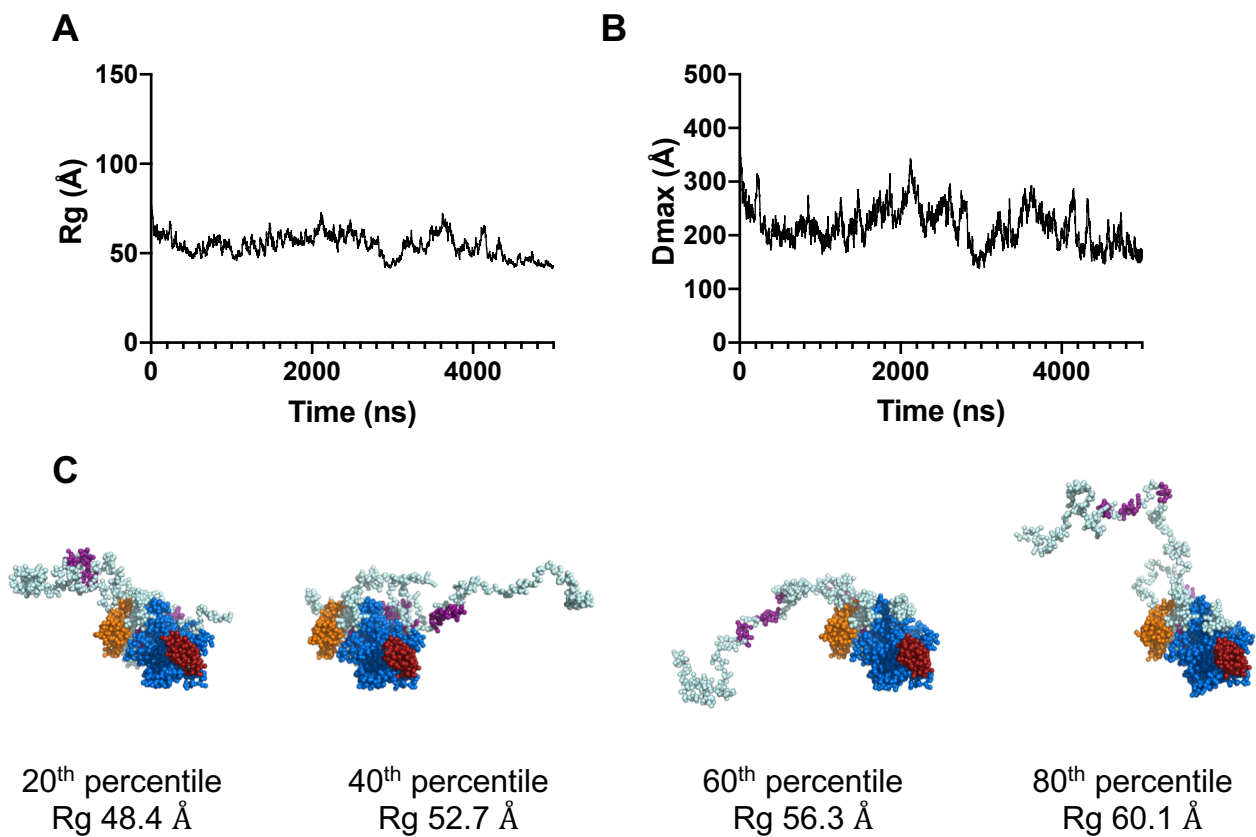 A
B
150
100
50
0
Rg (Å)
0
2000
4000
Time (ns)
500
400
300
200
100
0
Dmax (Å)
0
2000
4000
Time (ns)
C
20th percentile
Rg 48.4 Å
40th percentile
Rg 52.7 Å
60th percentile
Rg 56.3 Å
80th percentile
Rg 60.1 Å